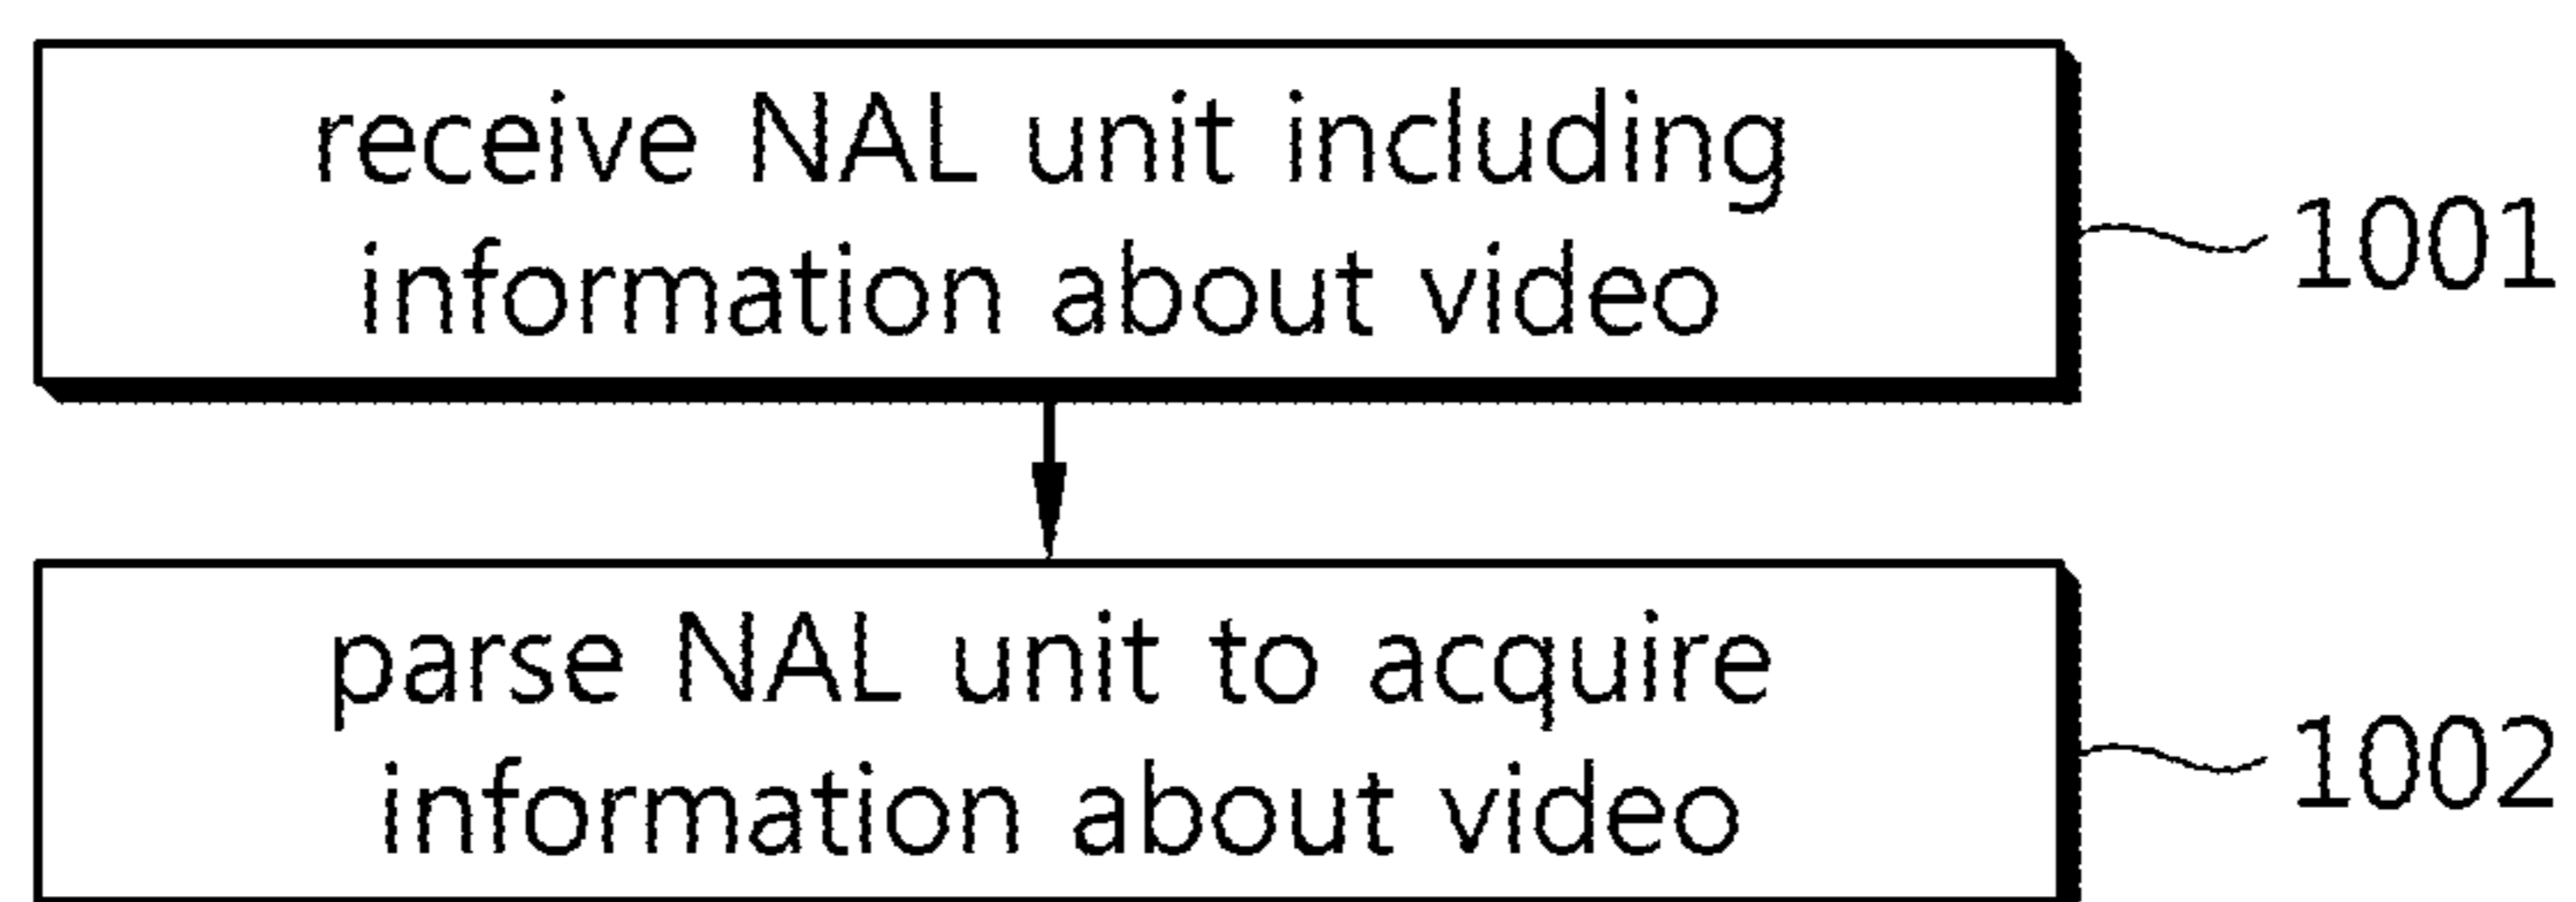 receive NAL unit including
information about video
1001
parse NAL unit to acquire
information about video
1002